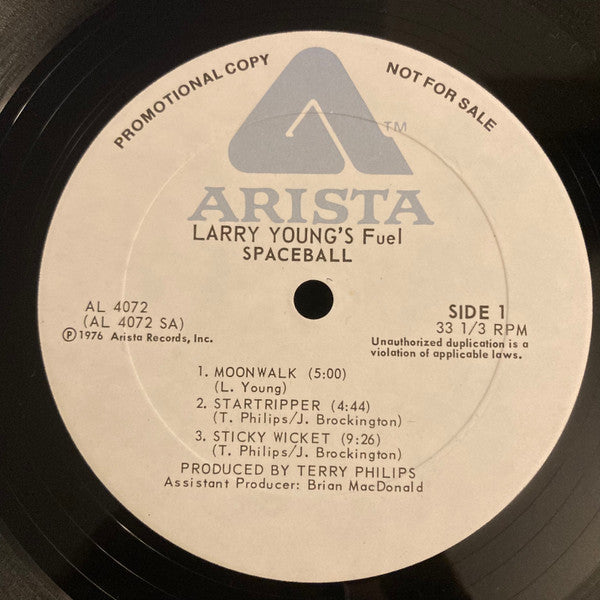 PROMOTIONAL COPY
NOT FOR SALE
TM
ARISTA
LARRY YOUNG'S Fuel
SPACEBALL
AL 4072
(AL 4072 SA)
℗1976 Arista Records, Inc.
SIDE 1
33 1/3 RPM
Unauthorized duplication is a
violation of applicable laws.
1. MOONWALK (5:00)
(L. Young)
2. STARTRIPPER (4:44)
(T. Philips/J. Brockington)
3. STICKY WICKET (9:26)
(T. Philips/J. Brockington)
PRODUCED BY TERRY PHILIPS
Assistant Producer: Brian MacDonald